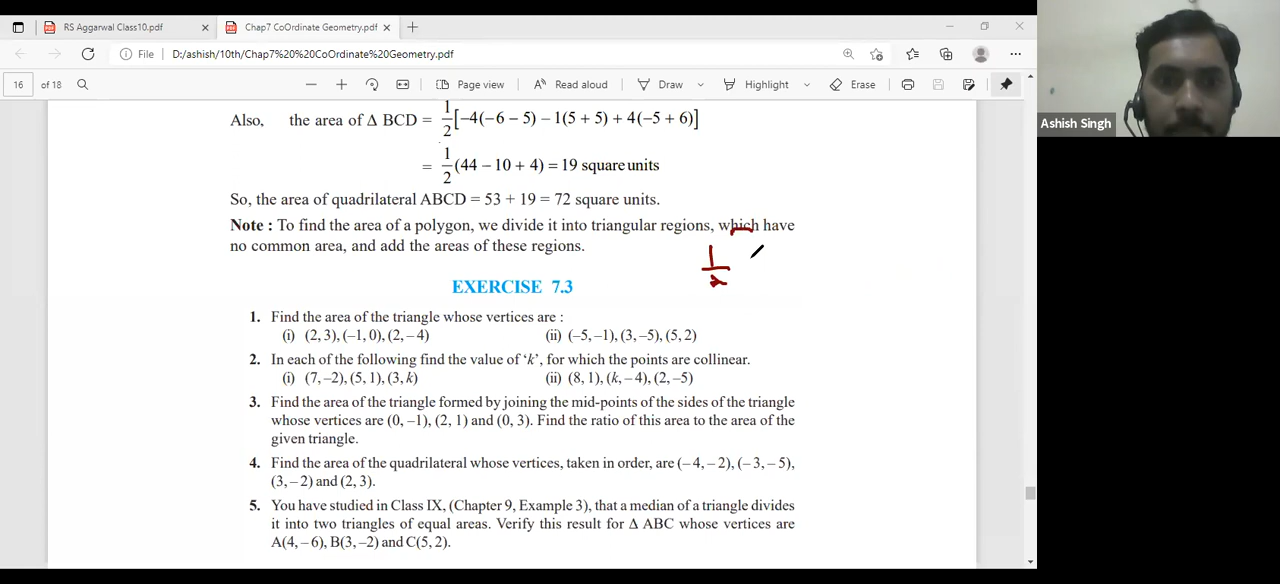 RS Aggarwal Class10.pdf
Chap7 CoOrdinate Geometry.pdf
File D:/ashish/10th/Chap7%20%20CoOrdinate%20Geometry.pdf
16 of 18 Page view Read aloud Draw Highlight Erase
Ashish Singh
Also, the area of Δ BCD = 1/2[−4(−6 − 5) − 1(5 + 5) + 4(−5 + 6)]
= 1/2(44 − 10 + 4) = 19 square units
So, the area of quadrilateral ABCD = 53 + 19 = 72 square units.
Note : To find the area of a polygon, we divide it into triangular regions, which have
no common area, and add the areas of these regions.
1/2
EXERCISE 7.3
1. Find the area of the triangle whose vertices are :
(i) (2, 3), (−1, 0), (2, − 4) (ii) (−5, −1), (3, −5), (5, 2)
2. In each of the following find the value of ‘k’, for which the points are collinear.
(i) (7, −2), (5, 1), (3, k) (ii) (8, 1), (k, − 4), (2, −5)
3. Find the area of the triangle formed by joining the mid-points of the sides of the triangle
whose vertices are (0, −1), (2, 1) and (0, 3). Find the ratio of this area to the area of the
given triangle.
4. Find the area of the quadrilateral whose vertices, taken in order, are (− 4, − 2), (− 3, − 5),
(3, − 2) and (2, 3).
5. You have studied in Class IX, (Chapter 9, Example 3), that a median of a triangle divides
it into two triangles of equal areas. Verify this result for Δ ABC whose vertices are
A(4, − 6), B(3, −2) and C(5, 2).